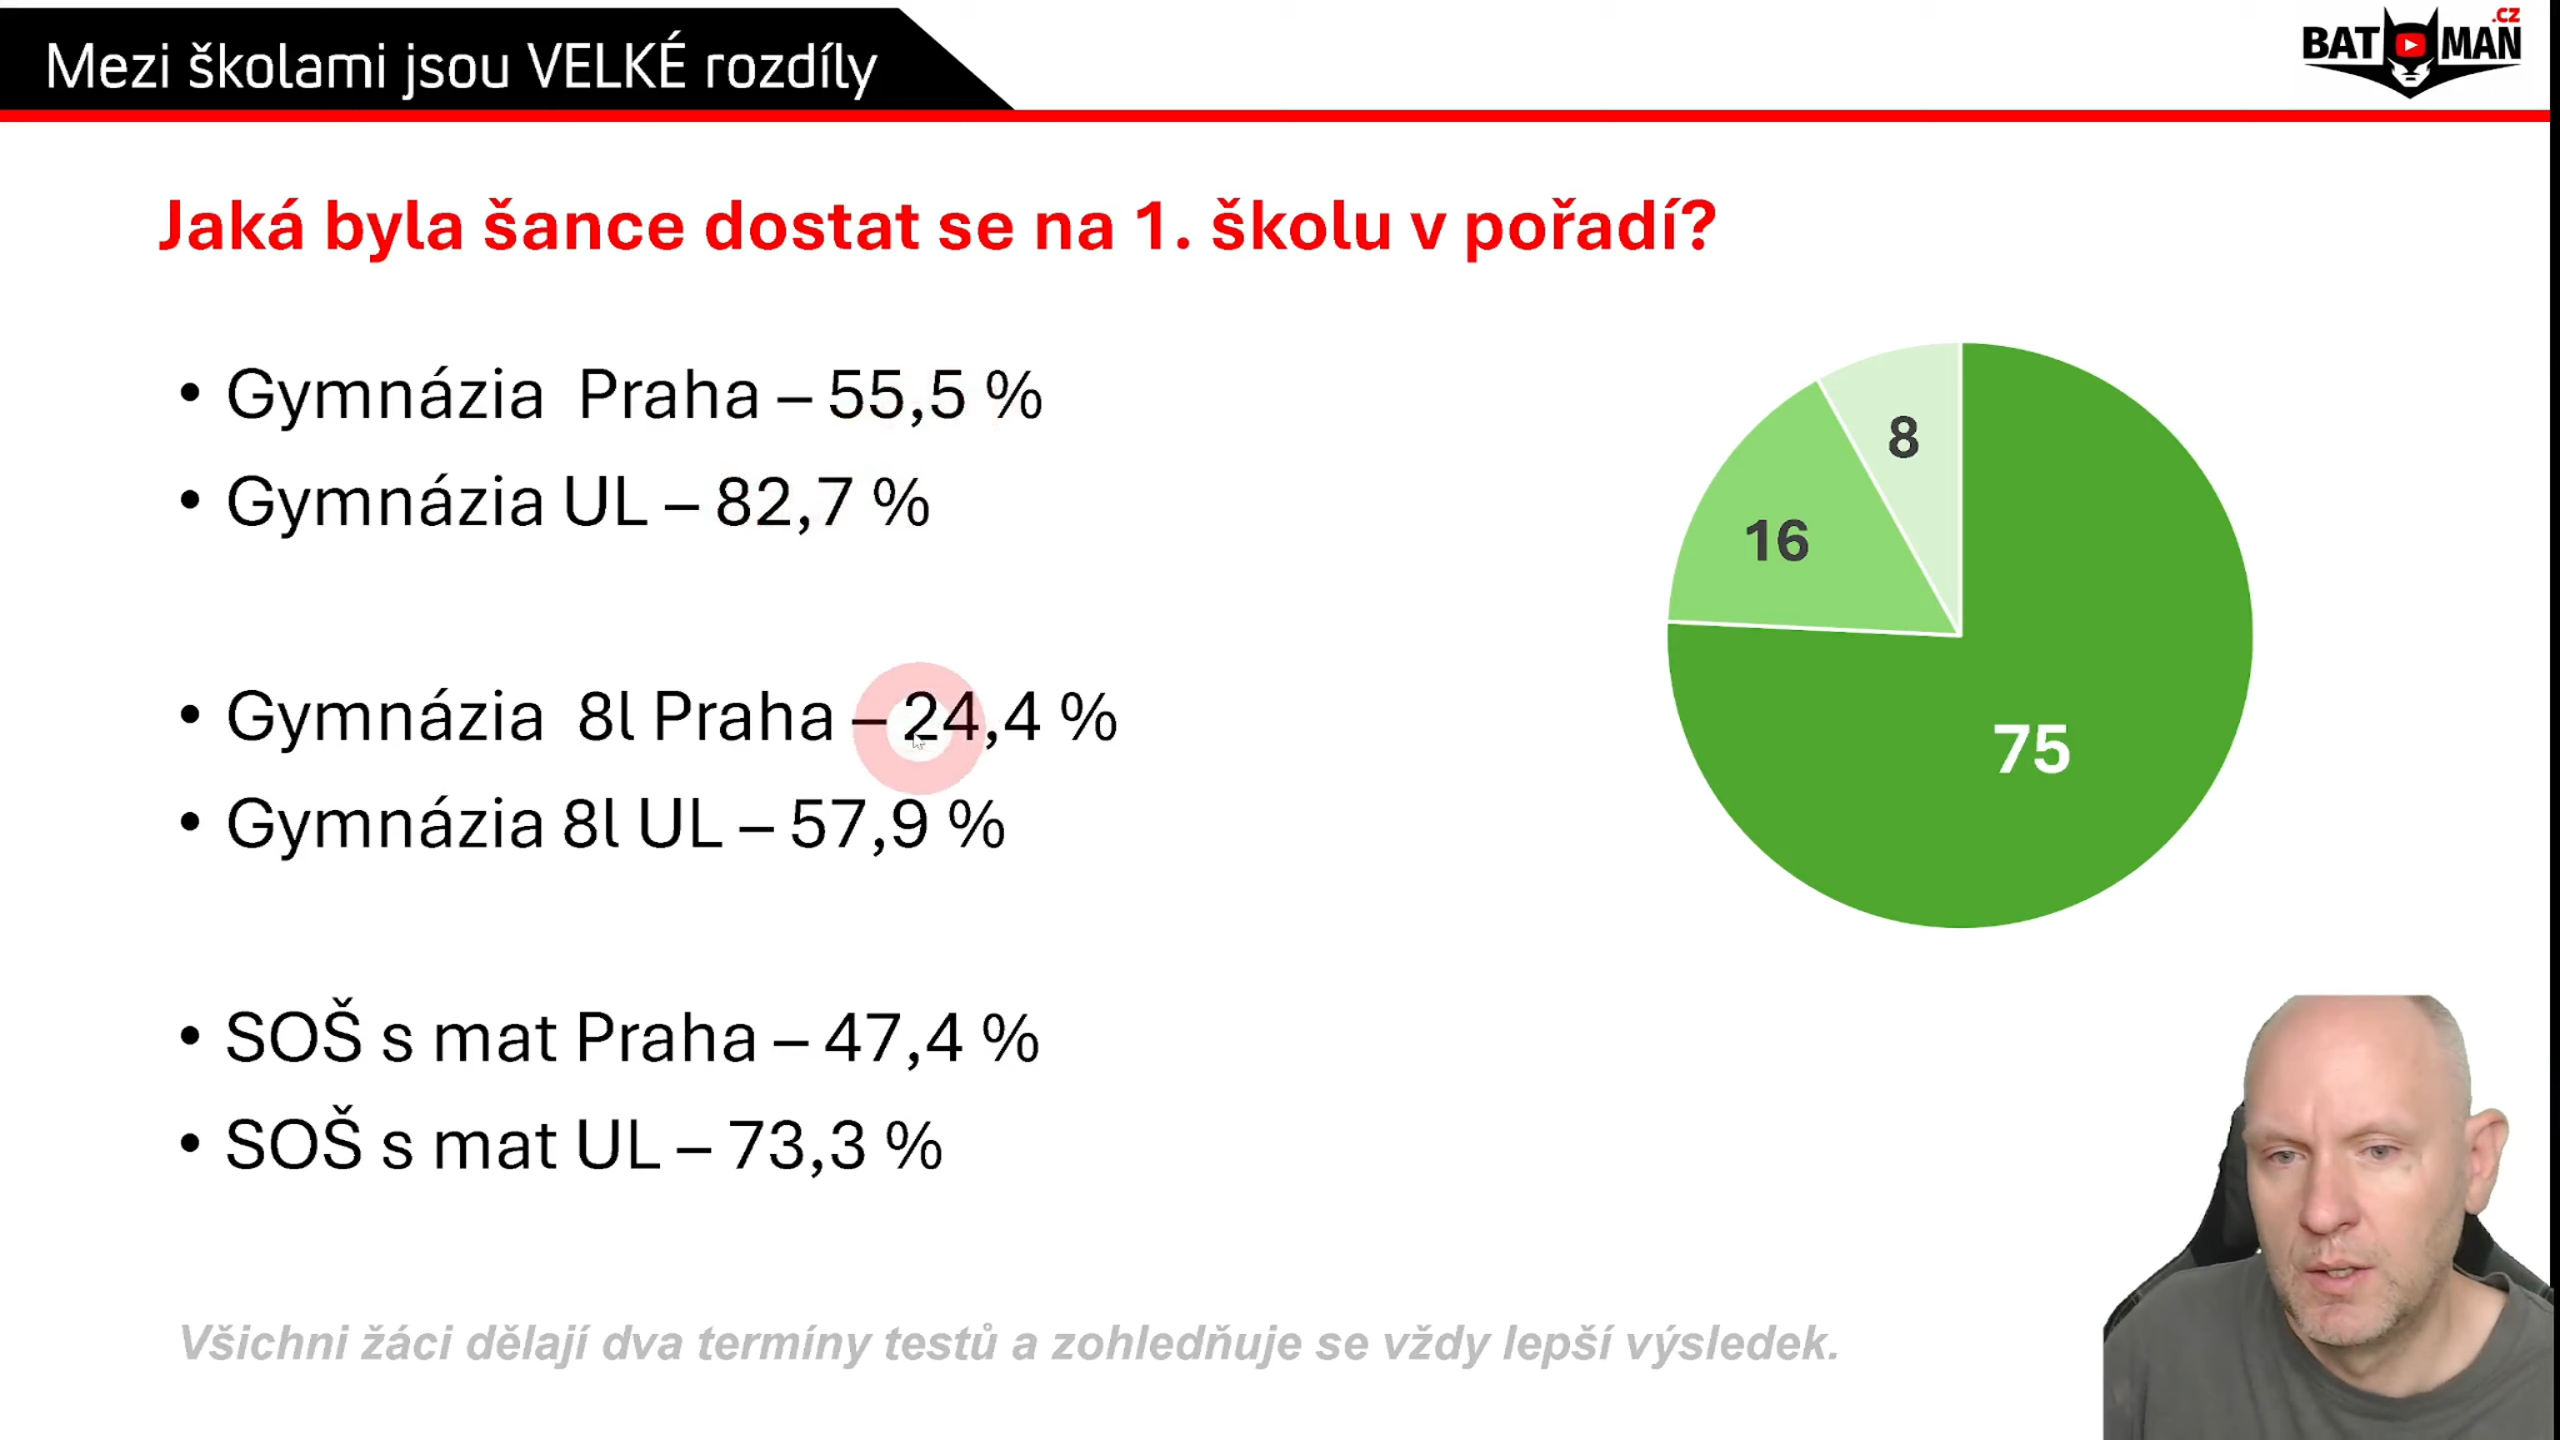 Mezi školami jsou VELKÉ rozdíly
BAT MAN .CZ
Jaká byla šance dostat se na 1. školu v pořadí?
• Gymnázia Praha – 55,5 %
• Gymnázia UL – 82,7 %
• Gymnázia 8l Praha – 24,4 %
• Gymnázia 8l UL – 57,9 %
• SOŠ s mat Praha – 47,4 %
• SOŠ s mat UL – 73,3 %
8
16
75
Všichni žáci dělají dva termíny testů a zohledňuje se vždy lepší výsledek.